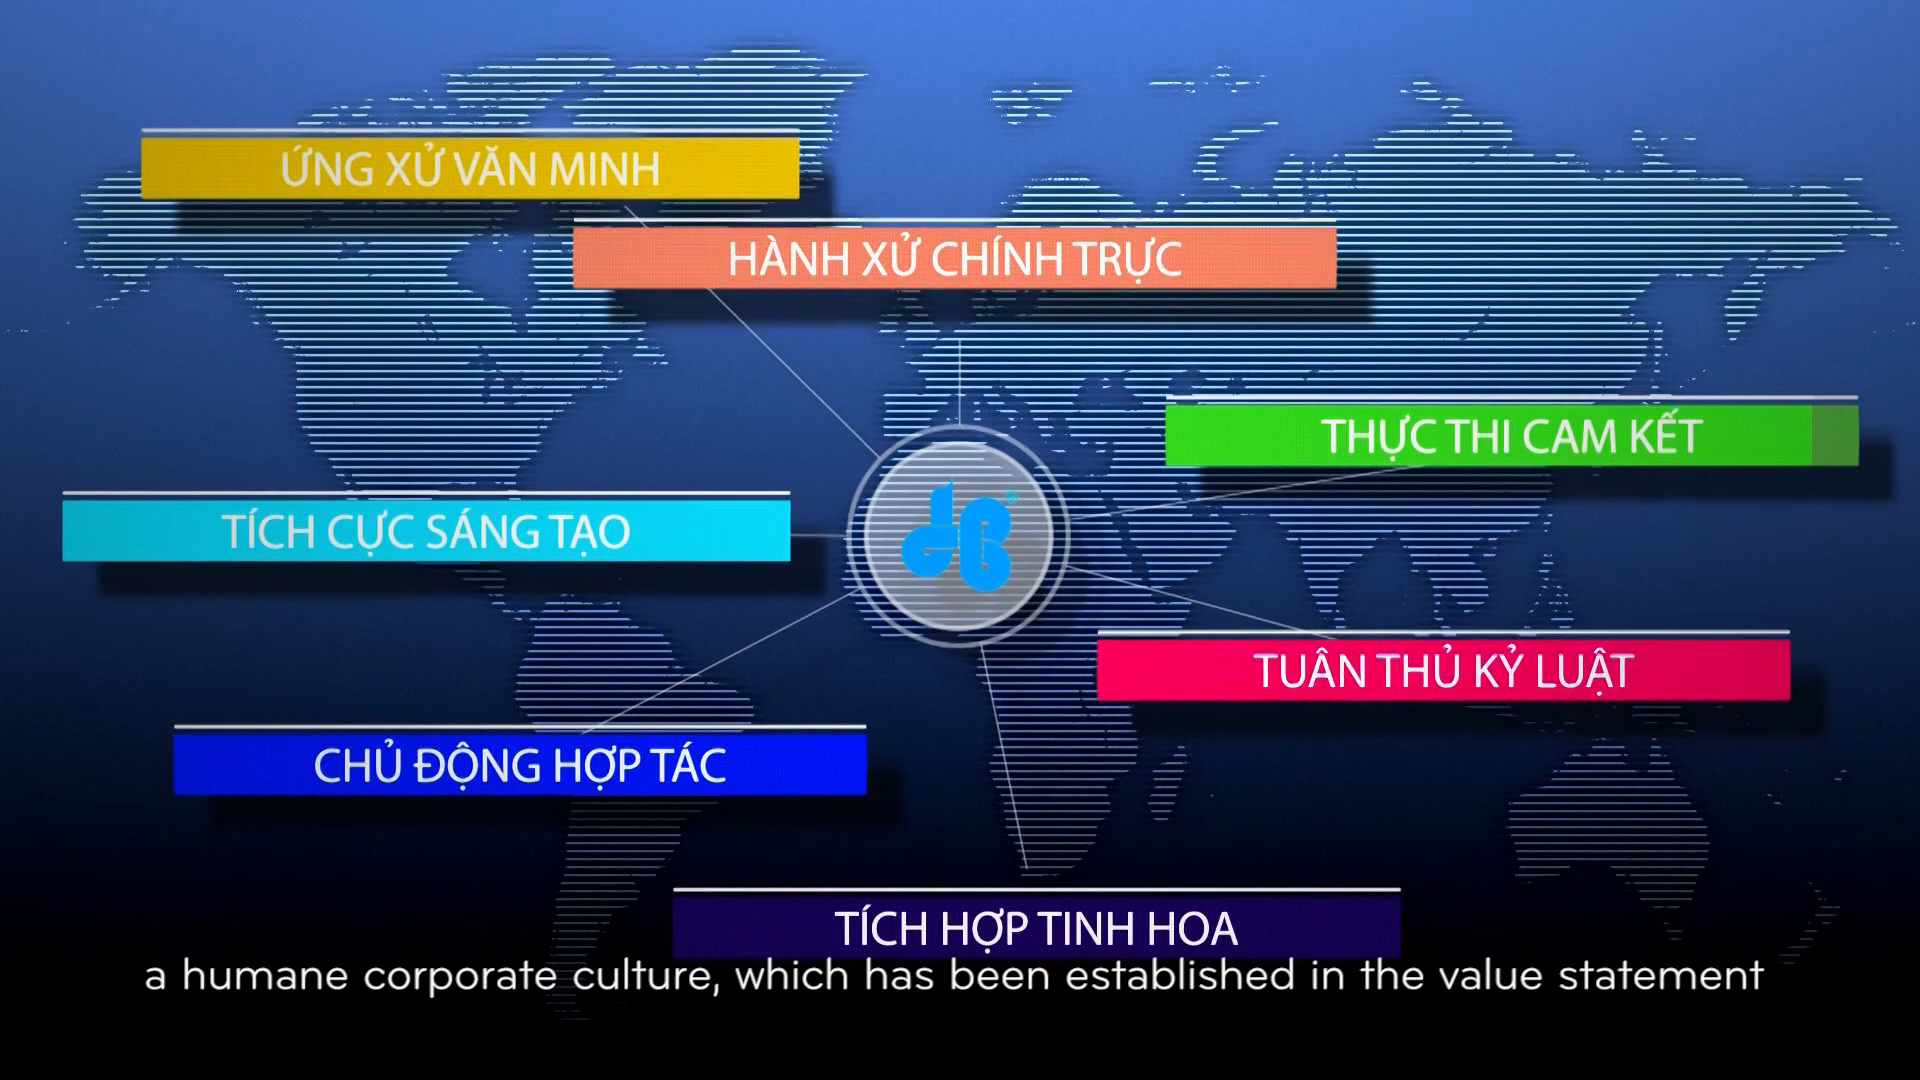 ỨNG XỬ VĂN MINH
HÀNH XỬ CHÍNH TRỰC
THỰC THI CAM KẾT
TÍCH CỰC SÁNG TẠO
TUÂN THỦ KỶ LUẬT
CHỦ ĐỘNG HỢP TÁC
TÍCH HỢP TINH HOA
a humane corporate culture, which has been established in the value statement